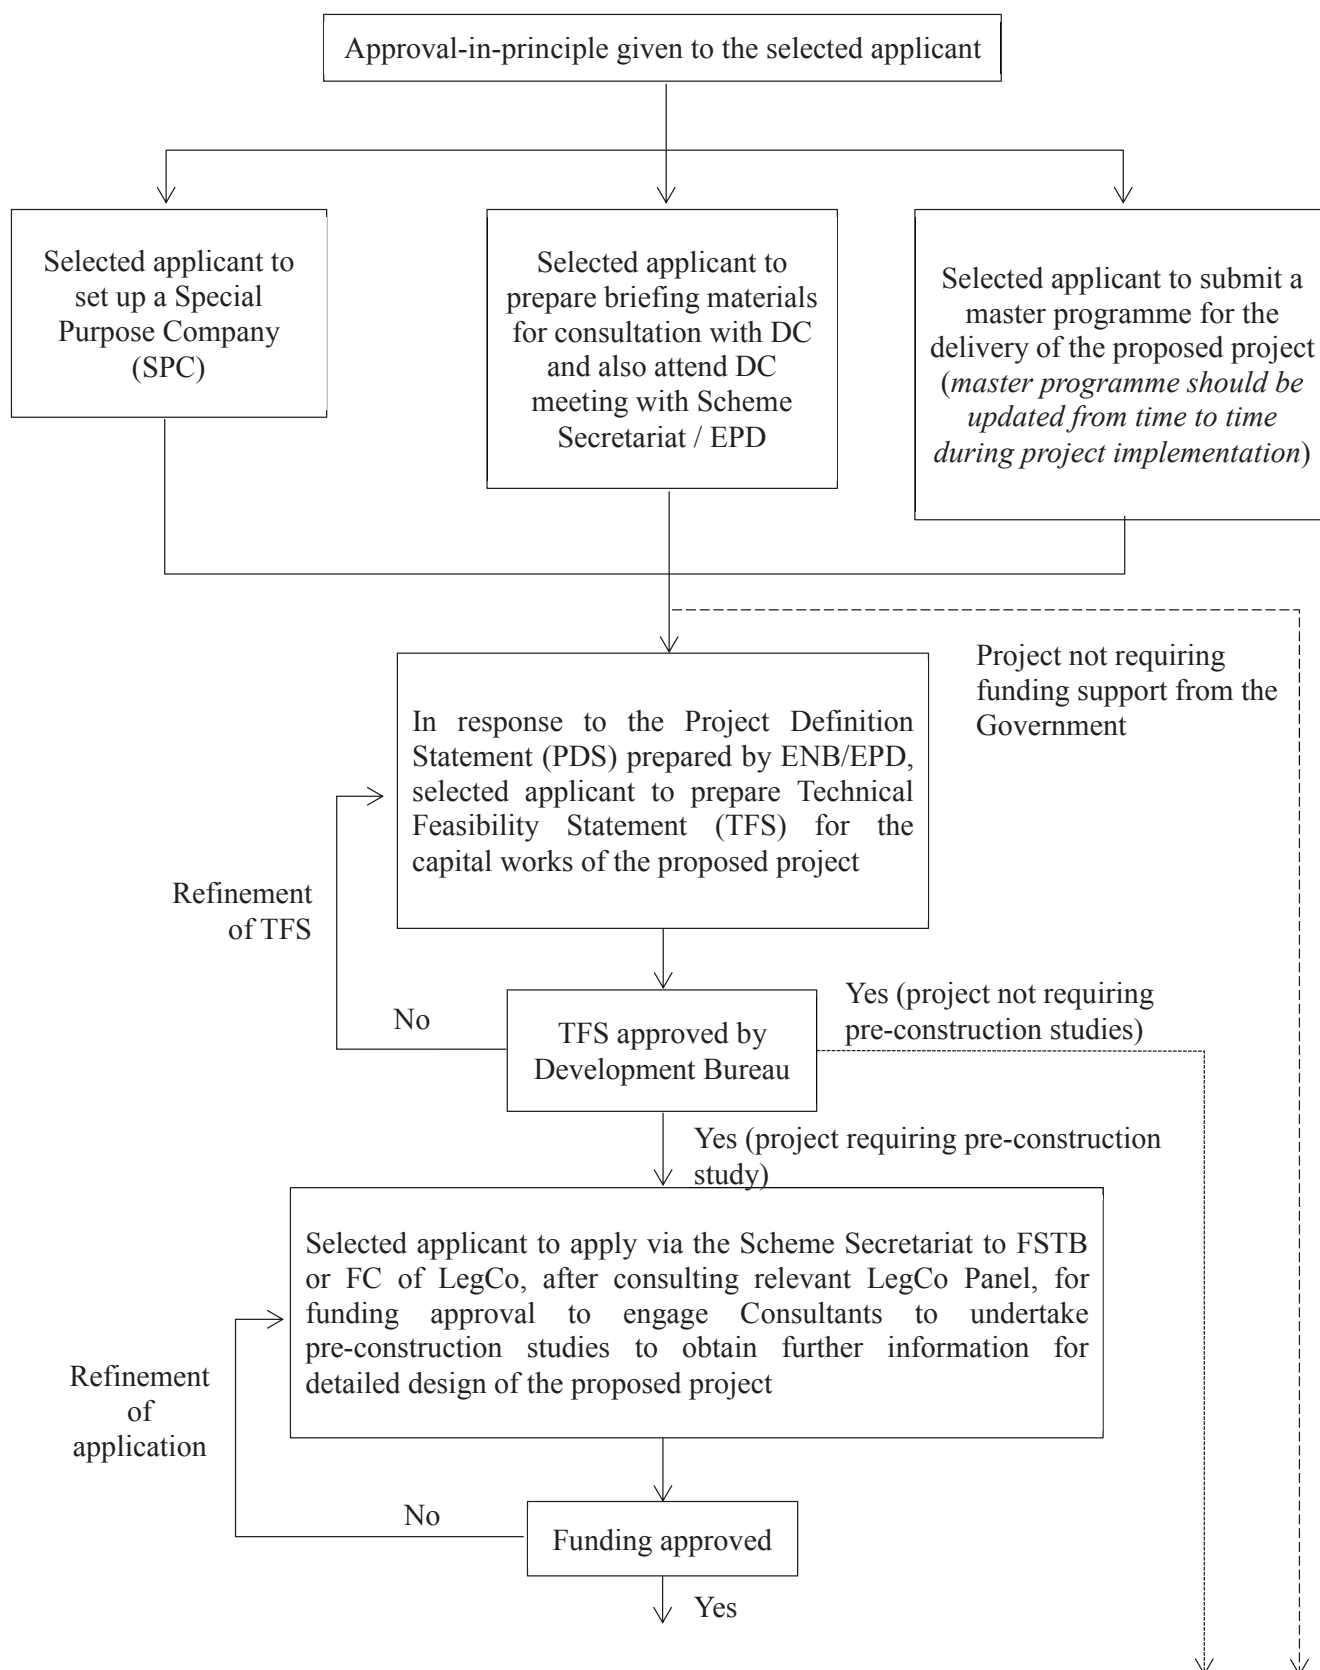 Approval-in-principle given to the selected applicant
Selected applicant to
set up a Special
Purpose Company
(SPC)
Selected applicant to
prepare briefing materials
for consultation with DC
and also attend DC
meeting with Scheme
Secretariat / EPD
Selected applicant to submit a
master programme for the
delivery of the proposed project
(master programme should be
updated from time to time
during project implementation)
Project not requiring
funding support from the
Government
In response to the Project Definition
Statement (PDS) prepared by ENB/EPD,
selected applicant to prepare Technical
Feasibility Statement (TFS) for the
capital works of the proposed project
Refinement
of TFS
No
TFS approved by
Development Bureau
Yes (project not requiring
pre-construction studies)
Yes (project requiring pre-construction
study)
Selected applicant to apply via the Scheme Secretariat to FSTB
or FC of LegCo, after consulting relevant LegCo Panel, for
funding approval to engage Consultants to undertake
pre-construction studies to obtain further information for
detailed design of the proposed project
Refinement
of
application
No
Funding approved
Yes